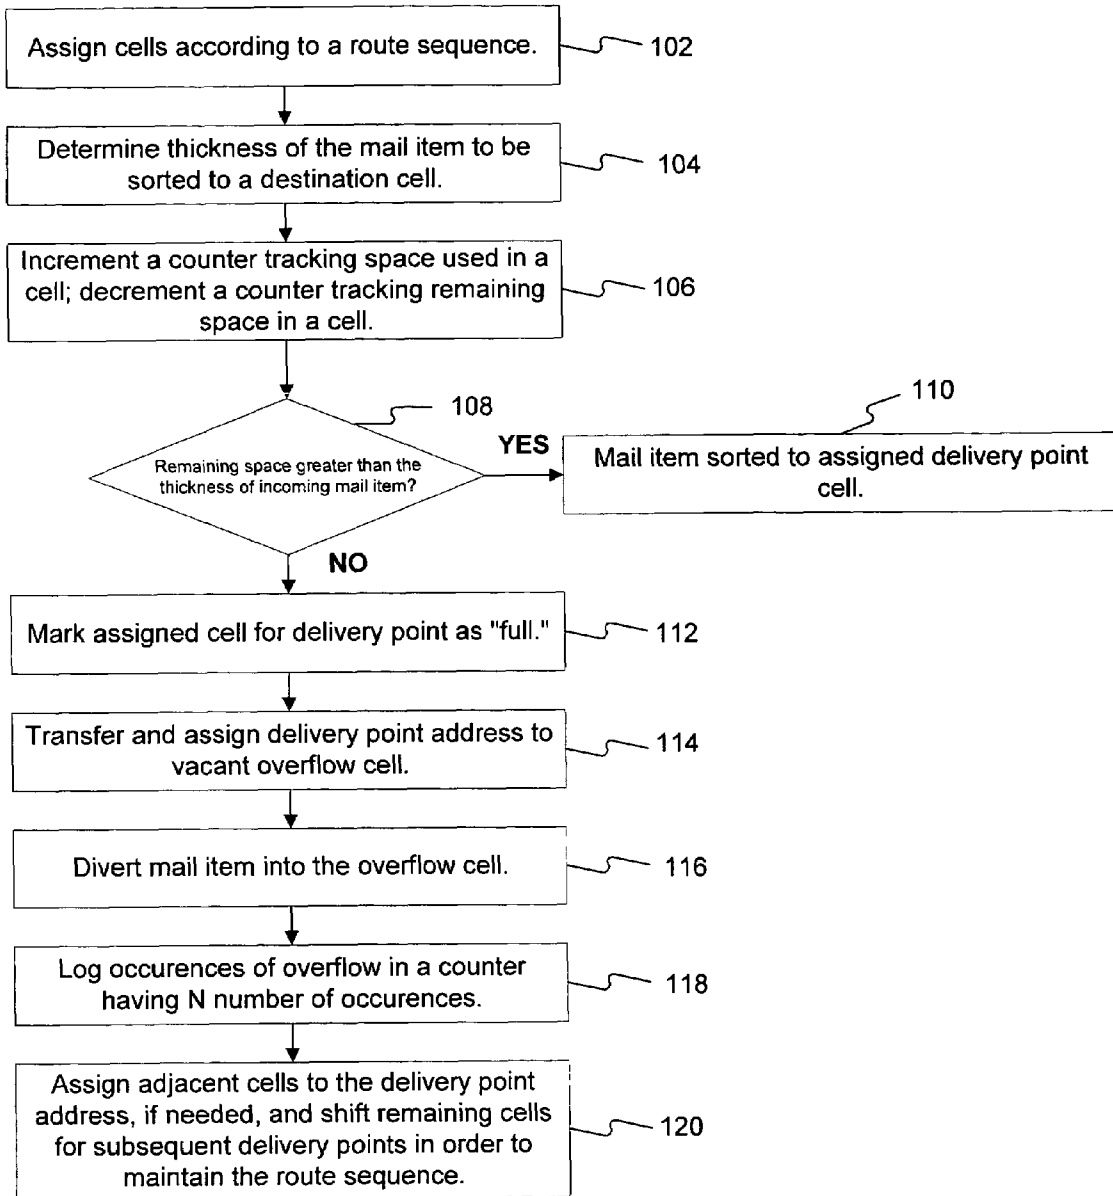 Assign cells according to a route sequence.
102
Determine thickness of the mail item to be
sorted to a destination cell.
104
Increment a counter tracking space used in a
cell; decrement a counter tracking remaining
space in a cell.
106
108
Remaining space greater than the
thickness of incoming mail item?
YES
110
Mail item sorted to assigned delivery point
cell.
NO
Mark assigned cell for delivery point as "full."
112
Transfer and assign delivery point address to
vacant overflow cell.
114
Divert mail item into the overflow cell.
116
Log occurences of overflow in a counter
having N number of occurences.
118
Assign adjacent cells to the delivery point
address, if needed, and shift remaining cells
for subsequent delivery points in order to
maintain the route sequence.
120